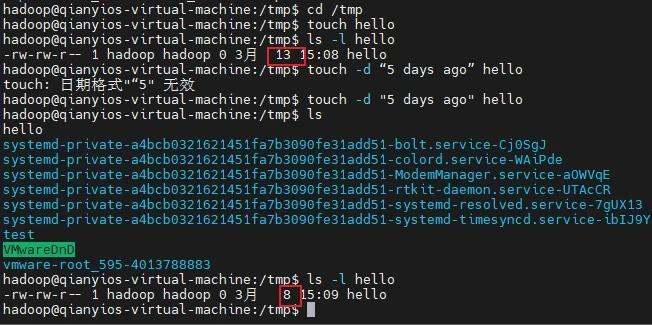 hadoop@qianyios-virtual-machine:/tmp$ cd /tmp
hadoop@qianyios-virtual-machine:/tmp$ touch hello
hadoop@qianyios-virtual-machine:/tmp$ ls -l hello
-rw-rw-r-- 1 hadoop hadoop 0 3月  13 15:08 hello
hadoop@qianyios-virtual-machine:/tmp$ touch -d “5 days ago” hello
touch: 日期格式"“5" 无效
hadoop@qianyios-virtual-machine:/tmp$ touch -d "5 days ago" hello
hadoop@qianyios-virtual-machine:/tmp$ ls
hello
systemd-private-a4bcb0321621451fa7b3090fe31add51-bolt.service-Cj0SgJ
systemd-private-a4bcb0321621451fa7b3090fe31add51-colord.service-WAiPde
systemd-private-a4bcb0321621451fa7b3090fe31add51-ModemManager.service-aOWVqE
systemd-private-a4bcb0321621451fa7b3090fe31add51-rtkit-daemon.service-UTAcCR
systemd-private-a4bcb0321621451fa7b3090fe31add51-systemd-resolved.service-7gUX13
systemd-private-a4bcb0321621451fa7b3090fe31add51-systemd-timesyncd.service-ibIJ9Y
test
VMwareDnD
vmware-root_595-4013788883
hadoop@qianyios-virtual-machine:/tmp$ ls -l hello
-rw-rw-r-- 1 hadoop hadoop 0 3月   8 15:09 hello
hadoop@qianyios-virtual-machine:/tmp$